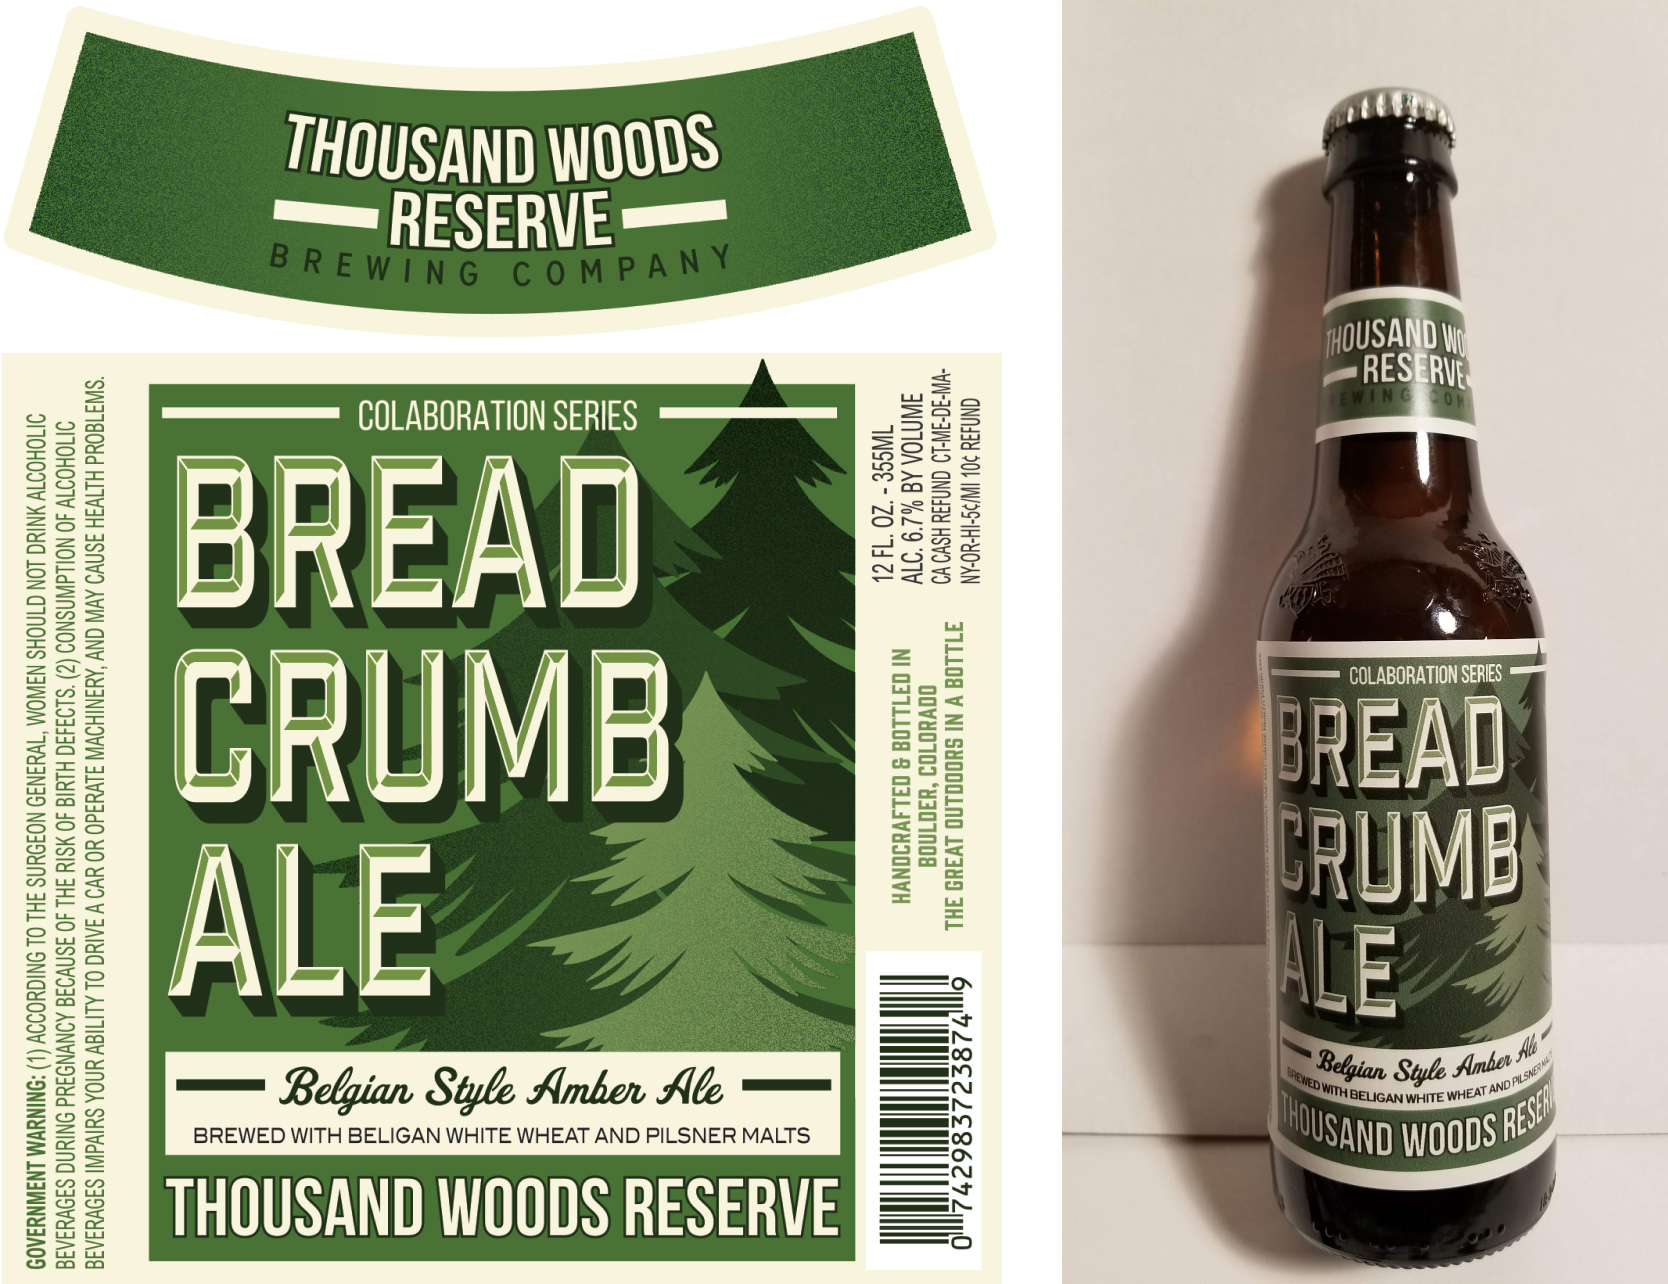 THOUSAND WOODS
RESERVE
BREWING COMPANY
GOVERNMENT WARNING: (1) ACCORDING TO THE SURGEON GENERAL, WOMEN SHOULD NOT DRINK ALCOHOLIC
BEVERAGES DURING PREGNANCY BECAUSE OF THE RISK OF BIRTH DEFECTS. (2) CONSUMPTION OF ALCOHOLIC
BEVERAGES IMPAIRS YOUR ABILITY TO DRIVE A CAR OR OPERATE MACHINERY, AND MAY CAUSE HEALTH PROBLEMS.
COLABORATION SERIES
BREAD
CRUMB
ALE
Belgian Style Amber Ale
BREWED WITH BELIGAN WHITE WHEAT AND PILSNER MALTS
THOUSAND WOODS RESERVE
12 FL. OZ. - 355ML
ALC. 6.7% BY VOLUME
CA CASH REFUND CT-ME-DE-MA-
NY-OR-HI-5¢/MI 10¢ REFUND
HANDCRAFTED & BOTTLED IN
BOULDER, COLORADO
THE GREAT OUTDOORS IN A BOTTLE
0 742983723874 9
THOUSAND WO
RESERVE
EWING COM
COLABORATION SERIES
BREAD
CRUMB
ALE
Belgian Style Amber Ale
BREWED WITH BELIGAN WHITE WHEAT AND PILSNER MALTS
THOUSAND WOODS RESERV